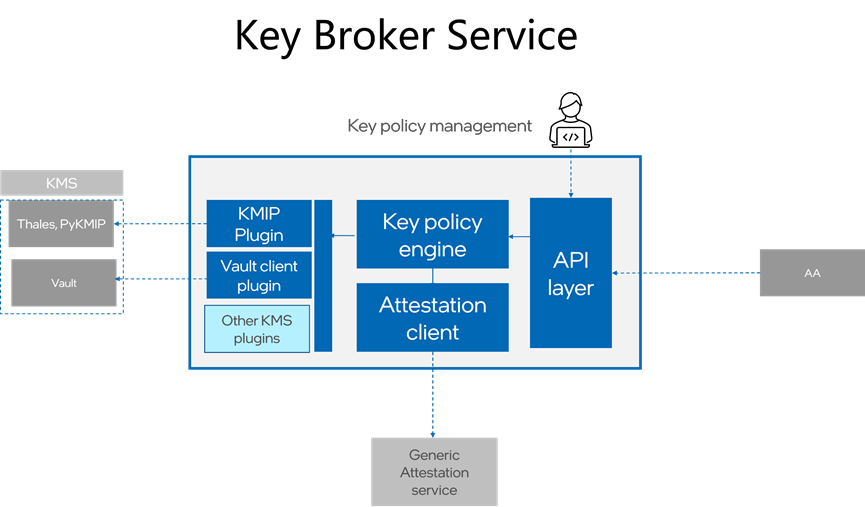 Key Broker Service
Key policy management
KMS
Thales, PyKMIP
Vault
KMIP
Plugin
Vault client
plugin
Other KMS
plugins
Key policy
engine
Attestation
client
API
layer
AA
Generic
Attestation
service